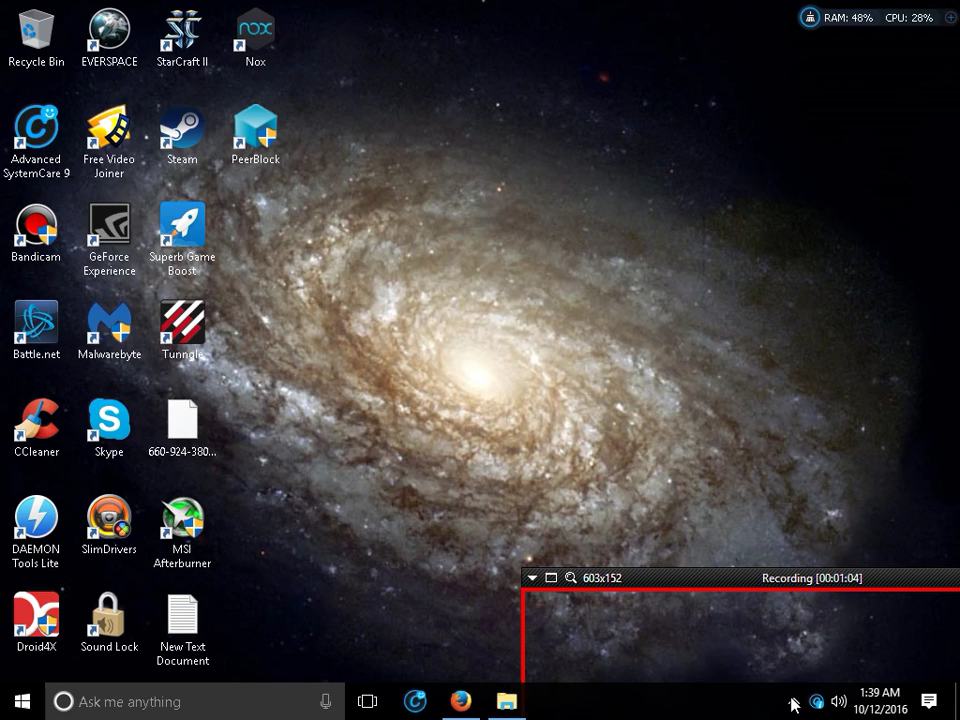 Recycle Bin
EVERSPACE
StarCraft II
nox
Nox
RAM: 48% CPU: 28%
Advanced
SystemCare 9
Free Video
Joiner
Steam
PeerBlock
Bandicam
GeForce
Experience
Superb Game
Boost
Battle.net
Malwarebyte
Tunngle
CCleaner
Skype
660-924-380...
DAEMON
Tools Lite
SlimDrivers
MSI
Afterburner
603x152
Recording [00:01:04]
Droid4X
Sound Lock
New Text
Document
Ask me anything
1:39 AM
10/12/2016